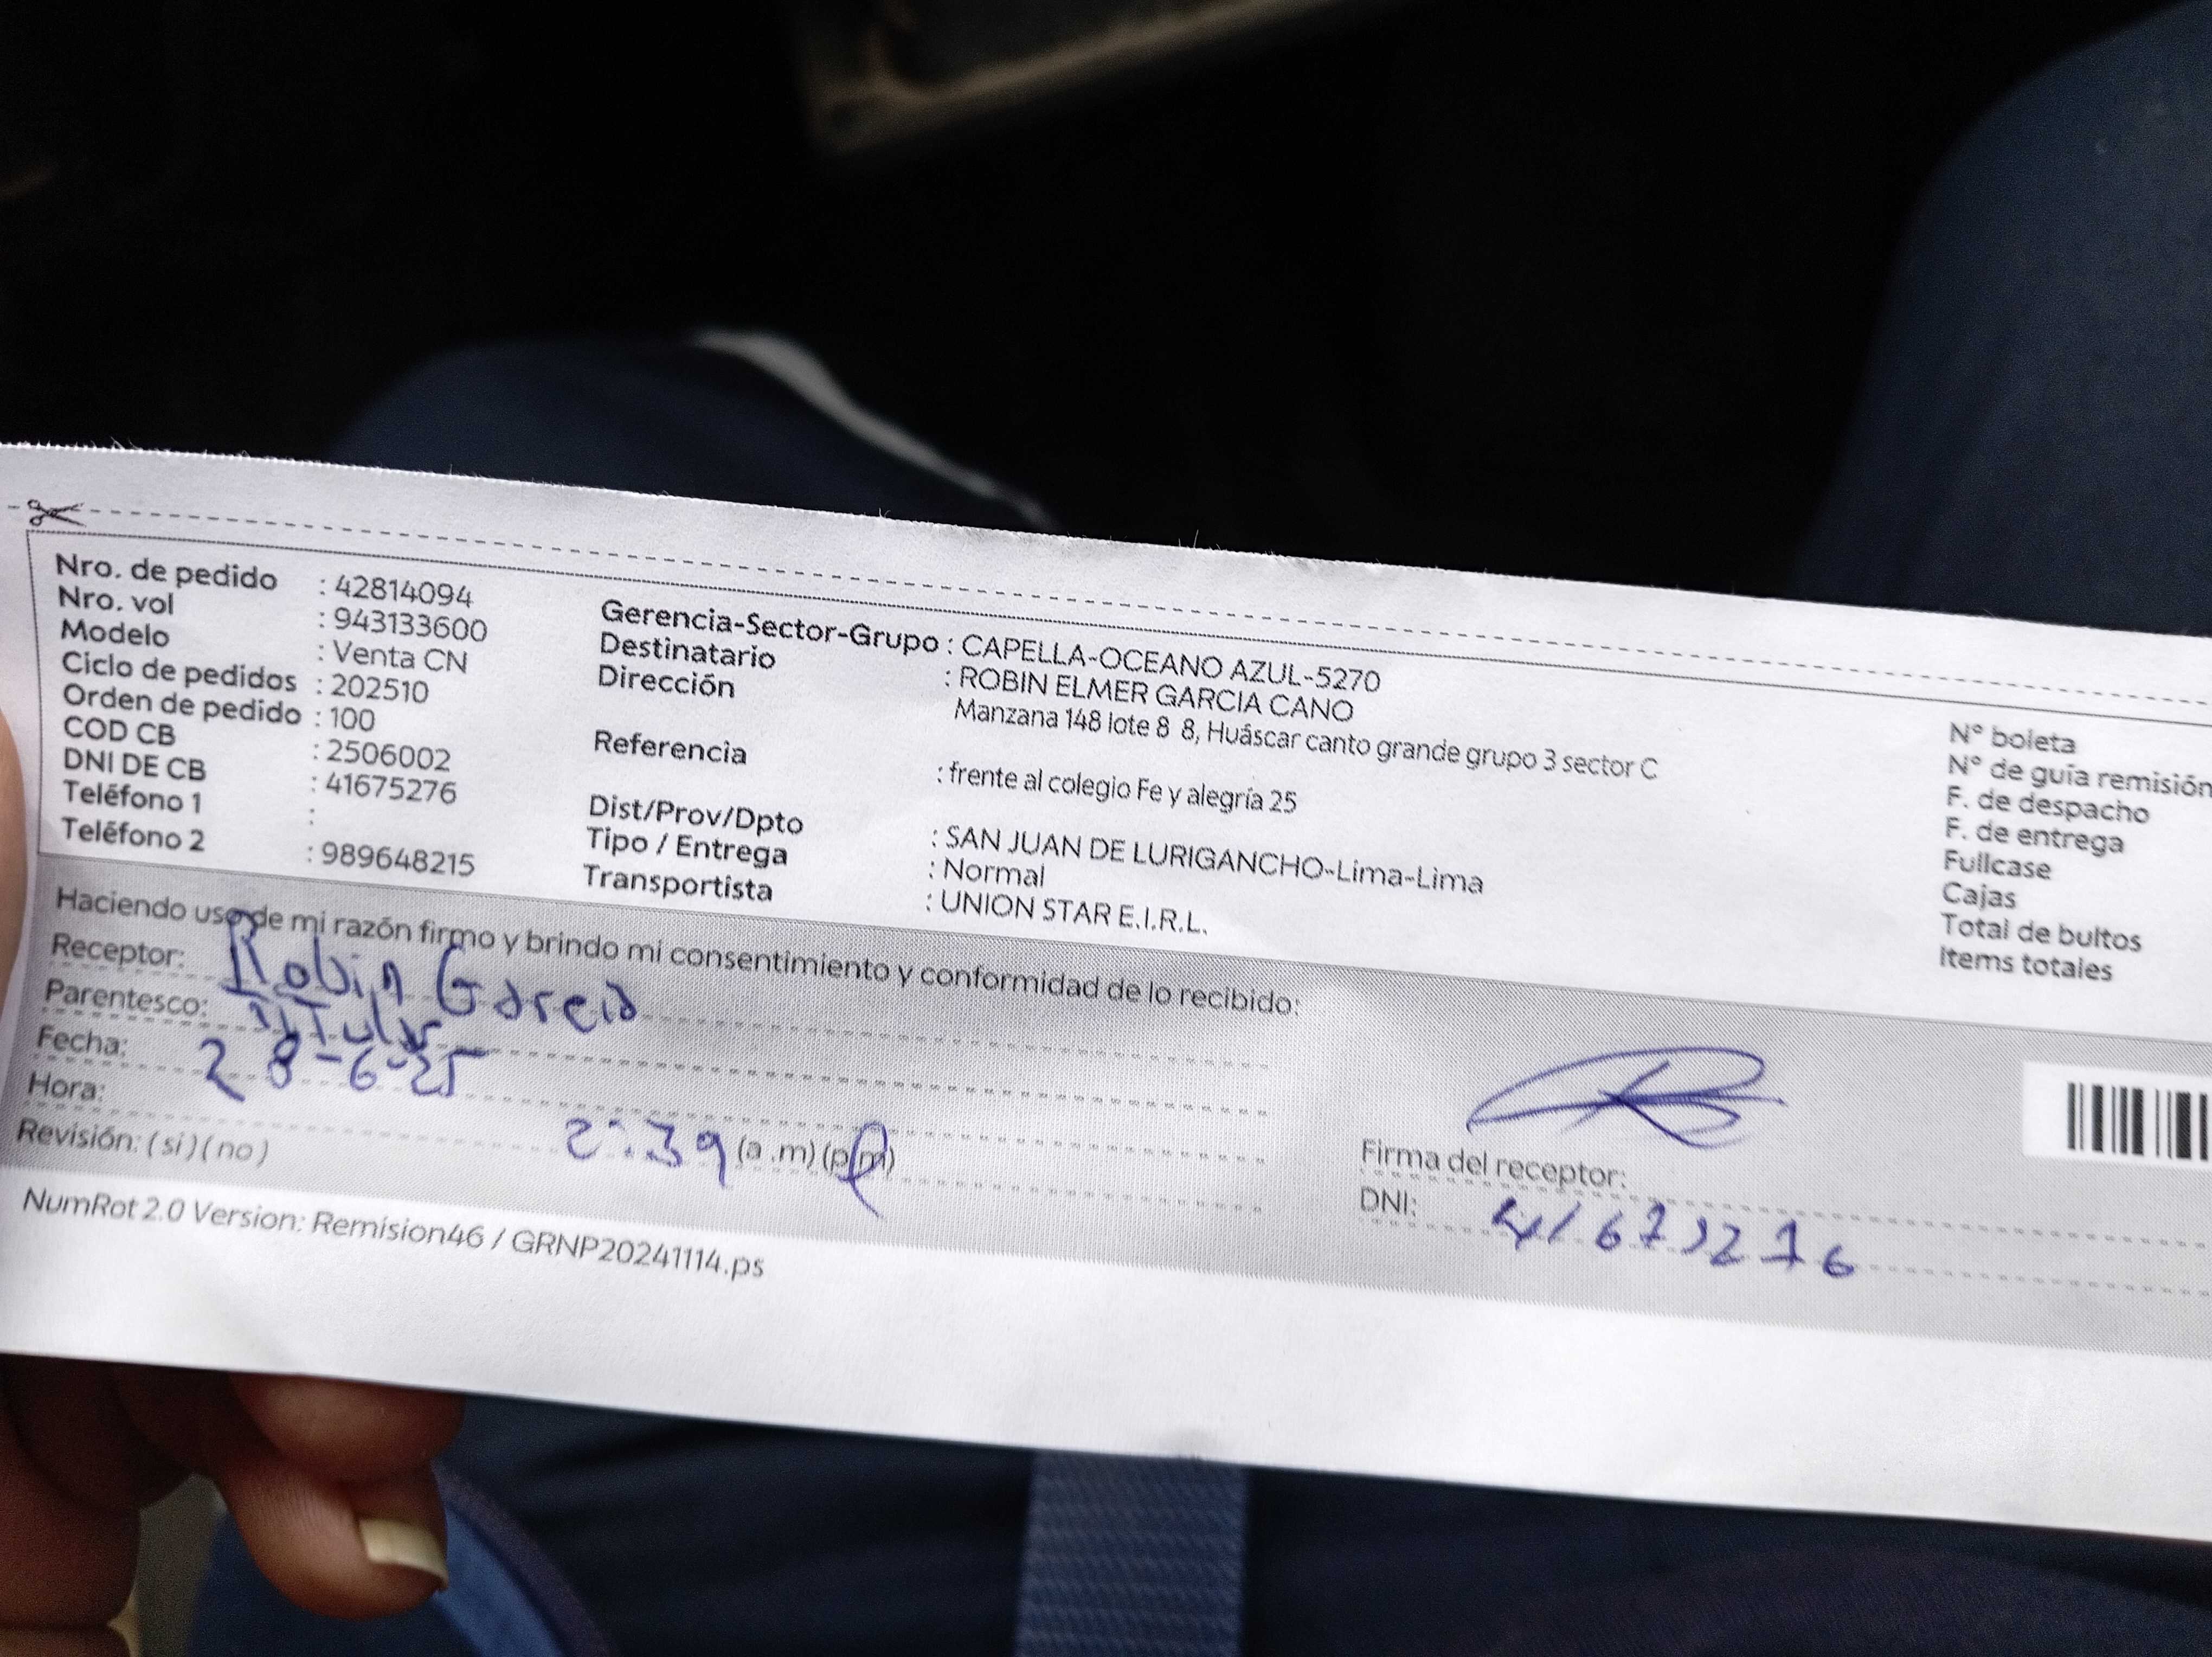 Nro. de pedido : 42814094
Nro. vol : 943133600
Modelo : Venta CN
Ciclo de pedidos : 202510
Orden de pedido : 100
COD CB : 2506002
DNI DE CB : 41675276
Teléfono 1 :
Teléfono 2 : 989648215
Gerencia-Sector-Grupo : CAPELLA-OCEANO AZUL-5270
Destinatario : ROBIN ELMER GARCIA CANO
Dirección Manzana 148 lote 8 8, Huáscar canto grande grupo 3 sector C
Referencia : frente al colegio Fe y alegría 25
Dist/Prov/Dpto : SAN JUAN DE LURIGANCHO-Lima-Lima
Tipo / Entrega : Normal
Transportista : UNION STAR E.I.R.L.
N° boleta
N° de guía remisión
F. de despacho
F. de entrega
Fullcase
Cajas
Total de bultos
Items totales
Haciendo uso de mi razón firmo y brindo mi consentimiento y conformidad de lo recibido:
Receptor: Robin Garcia
Parentesco: Titular
Fecha: 28-6-25
Hora: 2:39 (a .m) (p.m)
Revisión: (si) (no)
Firma del receptor:
DNI: 41675276
NumRot 2.0 Version: Remision46 / GRNP20241114.ps